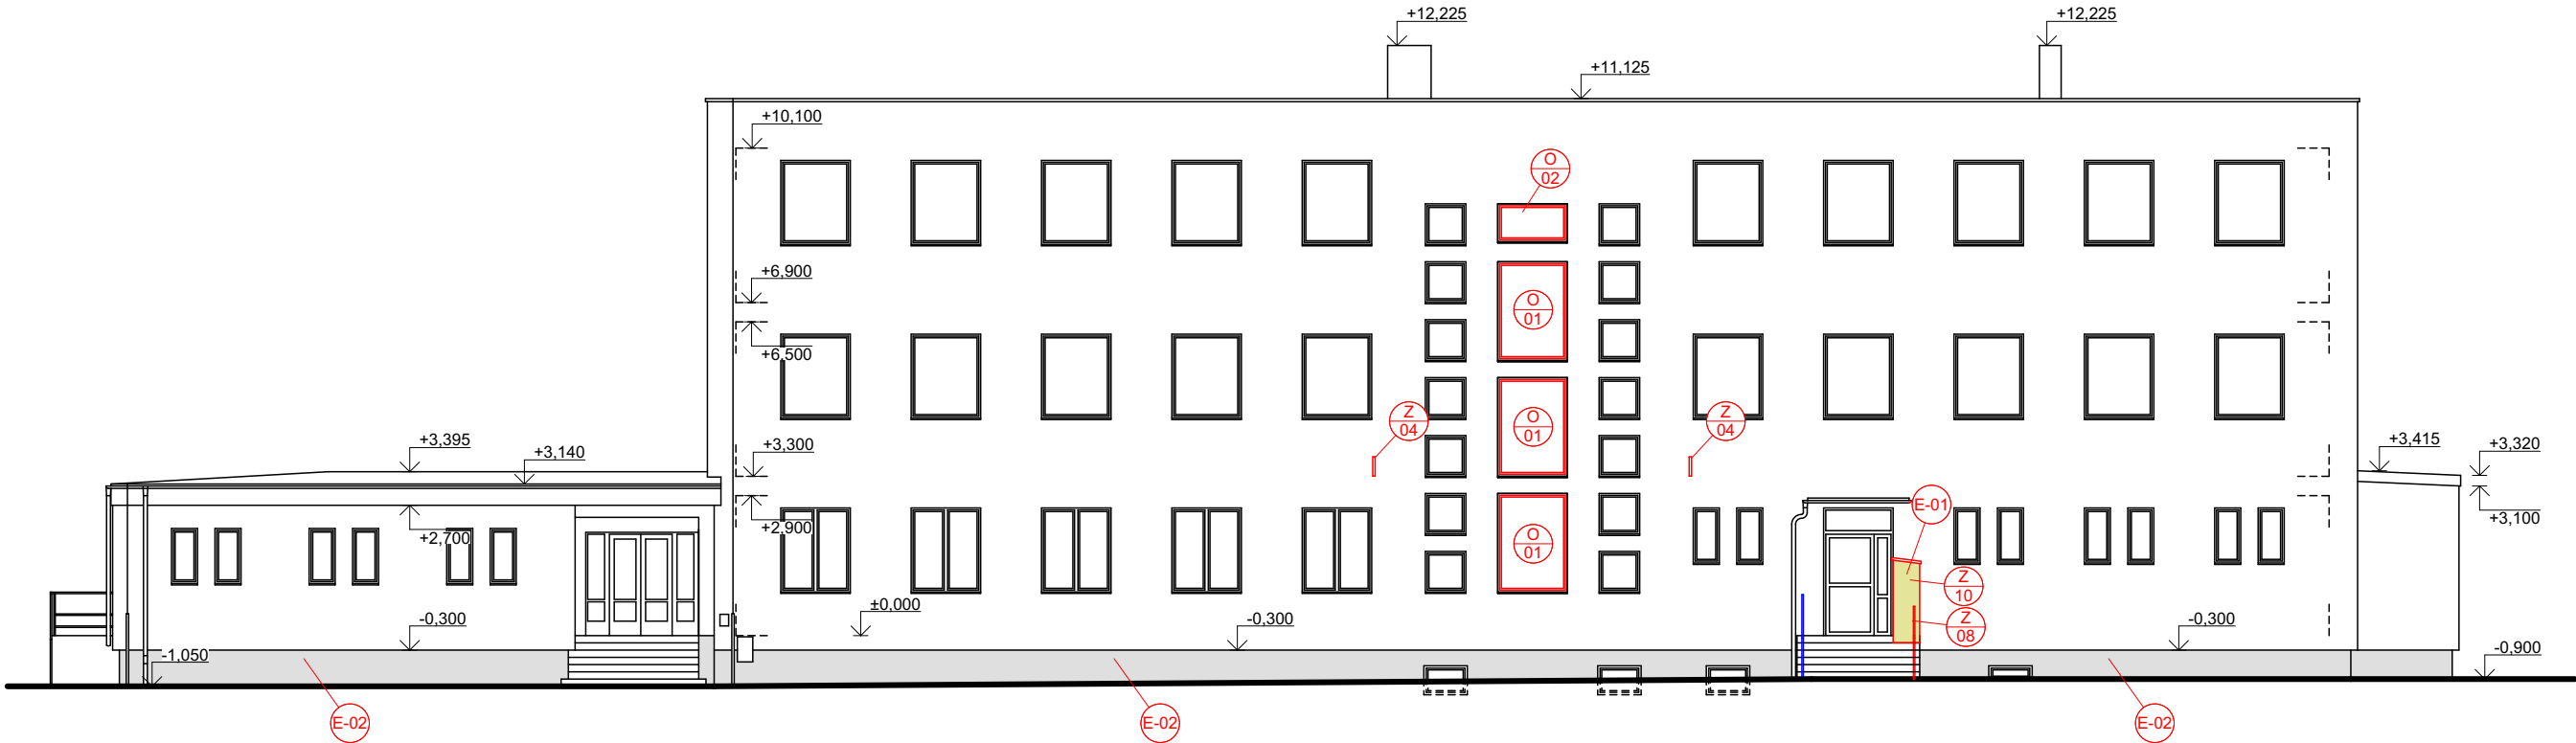 +12,225
+12,225
+11,125
+10,100
O
02
+6,900
O
01
+6,500
Z
04
Z
04
O
01
+3,395
+3,140
+3,300
+3,415
+3,320
E-01
+2,700
+2,900
+3,100
O
01
Z
10
±0,000
-0,300
-0,300
Z
08
-0,300
-1,050
-0,900
E-02
E-02
E-02